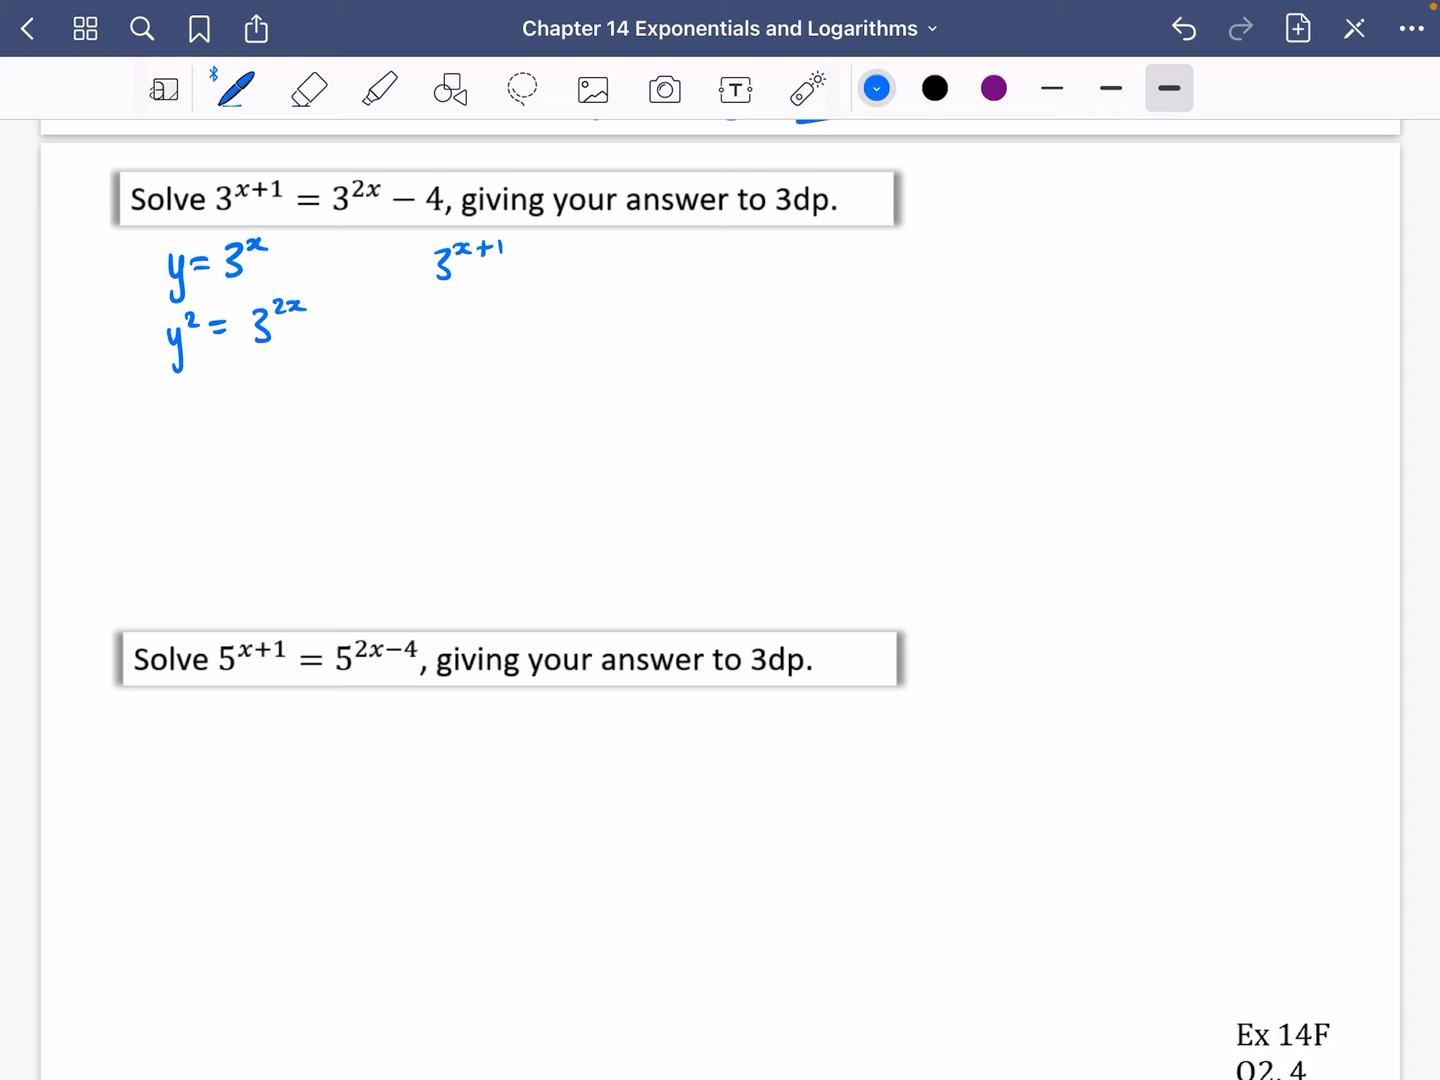 Chapter 14 Exponentials and Logarithms
Solve 3^{x+1} = 3^{2x} − 4, giving your answer to 3dp.
y = 3^x 3^{x+1}
y^2 = 3^{2x}
Solve 5^{x+1} = 5^{2x−4}, giving your answer to 3dp.
Ex 14F
Q2, 4